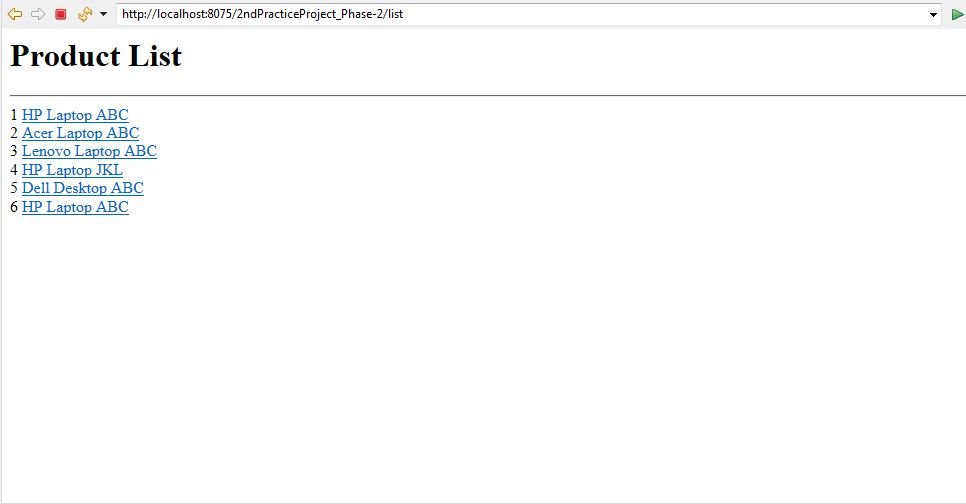 http://localhost:8075/2ndPracticeProject_Phase-2/list
Product List
1 HP Laptop ABC
2 Acer Laptop ABC
3 Lenovo Laptop ABC
4 HP Laptop JKL
5 Dell Desktop ABC
6 HP Laptop ABC